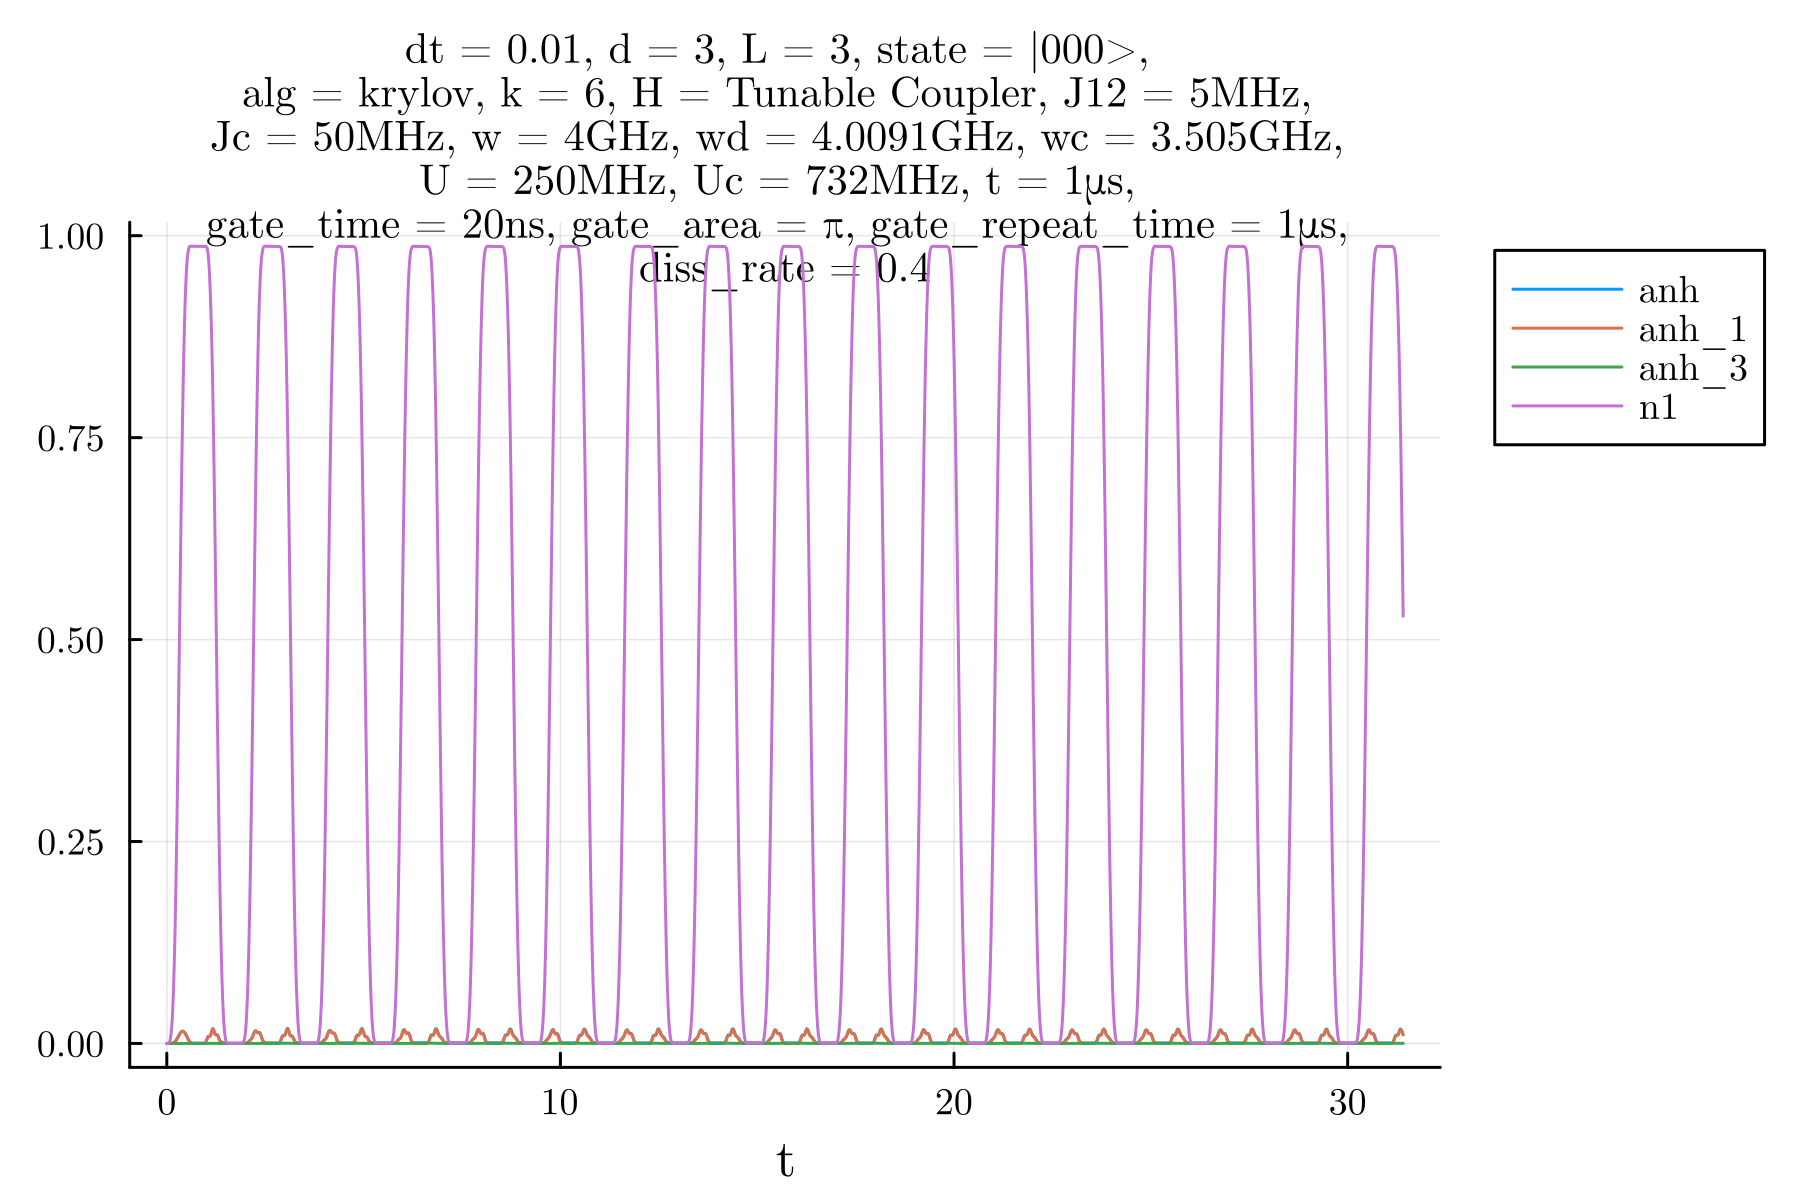 dt = 0.01, d = 3, L = 3, state = |000>,
alg = krylov, k = 6, H = Tunable Coupler, J12 = 5MHz,
Jc = 50MHz, w = 4GHz, wd = 4.0091GHz, wc = 3.505GHz,
U = 250MHz, Uc = 732MHz, t = 1μs,
gate_time = 20ns, gate_area = π, gate_repeat_time = 1μs,
diss_rate = 0.4
1.00
0.75
0.50
0.25
0.00
0 10 20 30
t
anh
anh_1
anh_3
n1